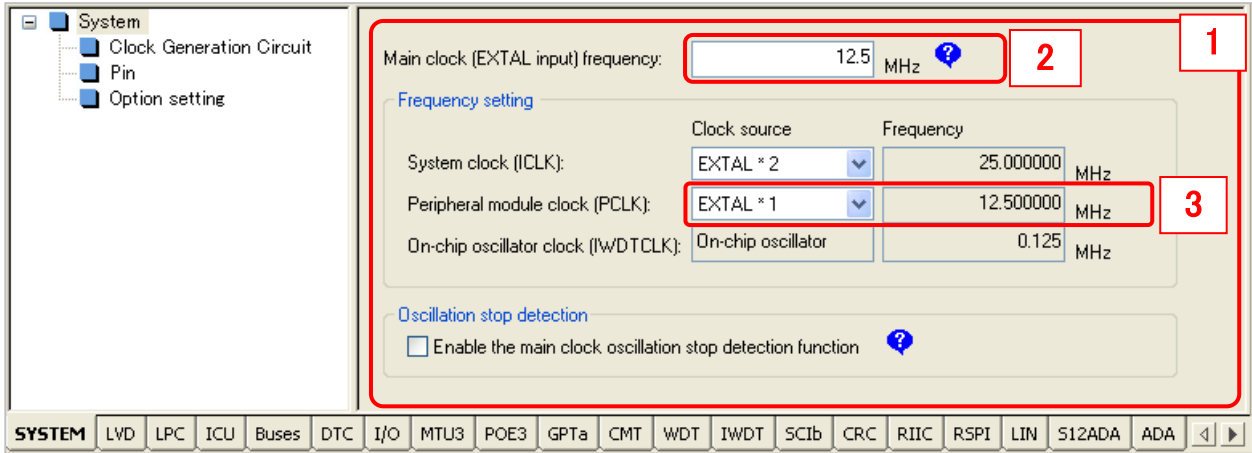 System
Clock Generation Circuit
Pin
Option setting
1
Main clock (EXTAL input) frequency: 12.5 MHz ? 2
Frequency setting
Clock source Frequency
System clock (ICLK): EXTAL * 2 25.000000 MHz
Peripheral module clock (PCLK): EXTAL * 1 12.500000 MHz 3
On-chip oscillator clock (IWDTCLK): On-chip oscillator 0.125 MHz
Oscillation stop detection
Enable the main clock oscillation stop detection function ?
SYSTEM LVD LPC ICU Buses DTC I/O MTU3 POE3 GPTa CMT WDT IWDT SCIb CRC RIIC RSPI LIN S12ADA ADA